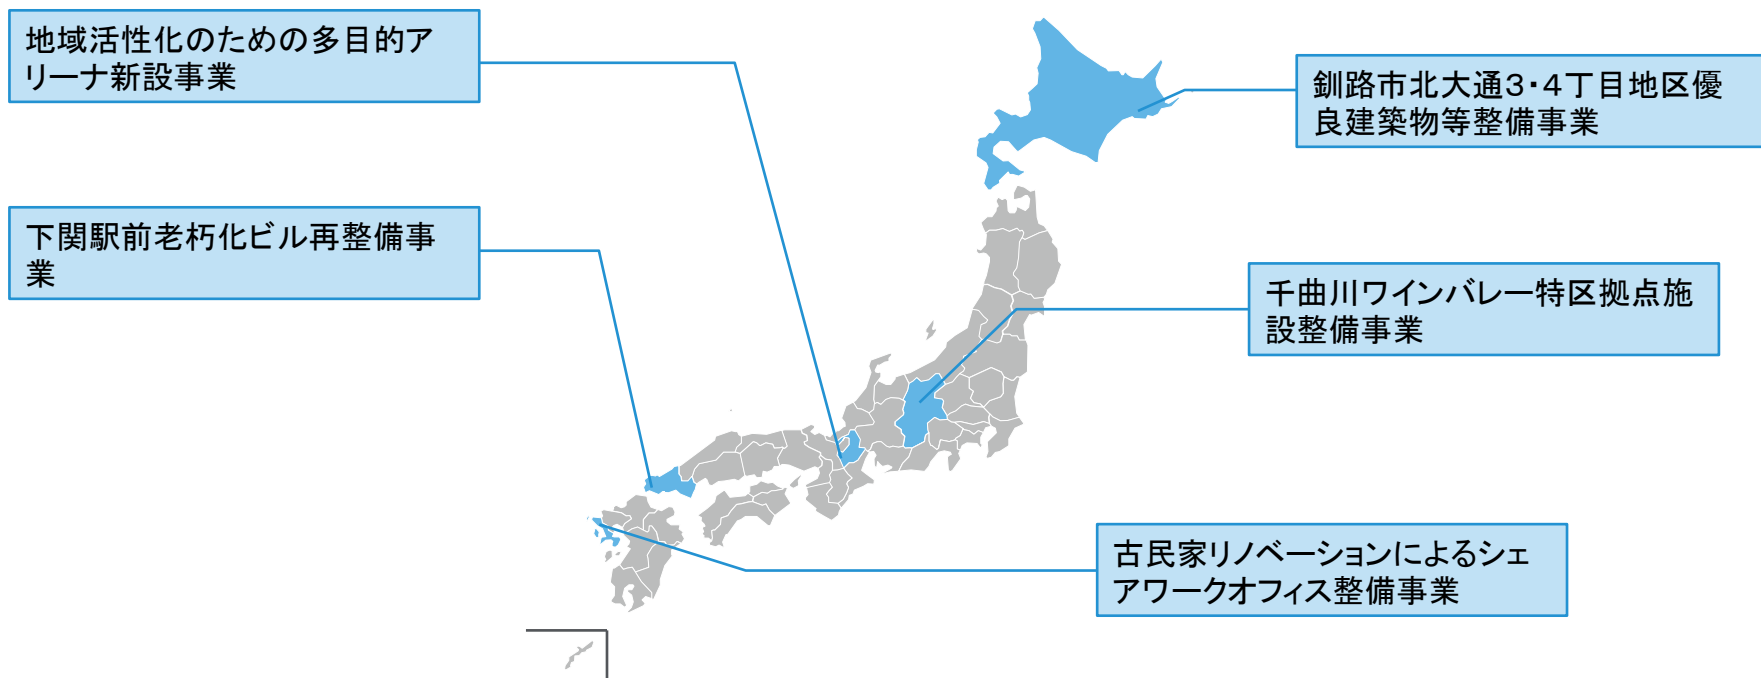 地域活性化のための多目的ア
リーナ新設事業
釧路市北大通3・4丁目地区優
良建築物等整備事業
下関駅前老朽化ビル再整備事
業
千曲川ワインバレー特区拠点施
設整備事業
古民家リノベーションによるシェ
アワークオフィス整備事業